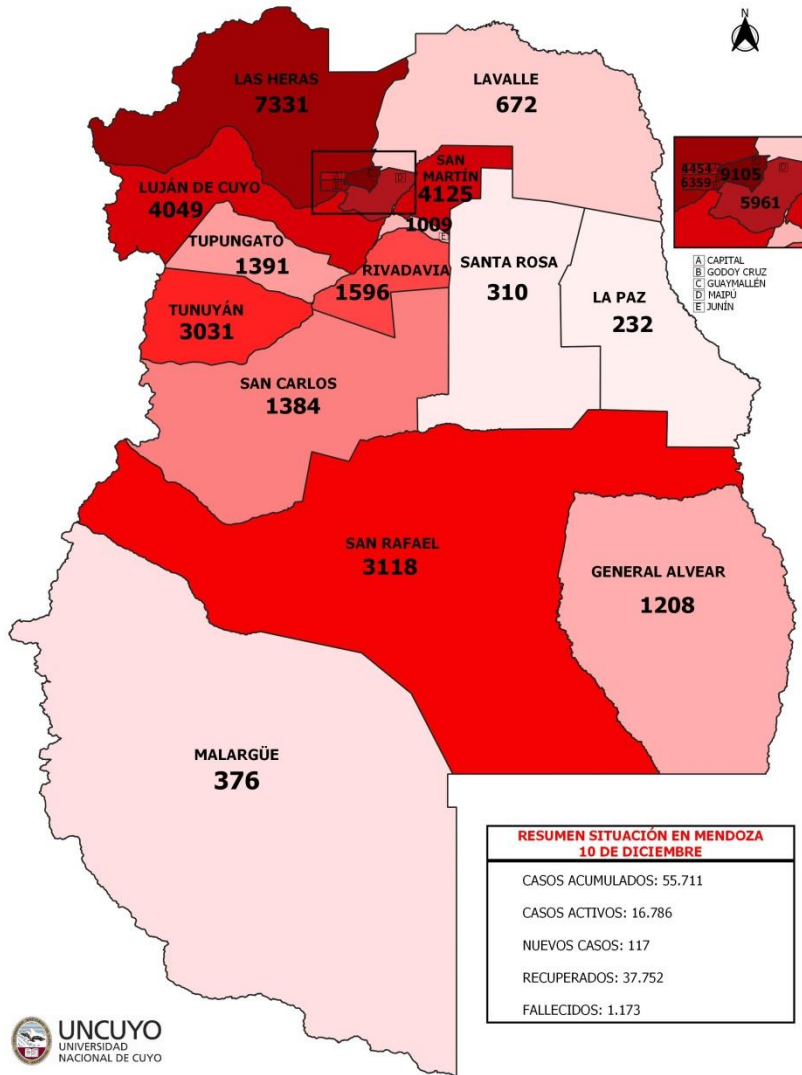 N
LAS HERAS
7331
LAVALLE
672
SAN
MARTÍN
4125
LUJÁN DE CUYO
4049
D
1009
E
4454
6359
9105
5961
D
A CAPITAL
B GODOY CRUZ
C GUAYMALLÉN
D MAIPÚ
E JUNÍN
TUPUNGATO
1391
RIVADAVIA
1596
SANTA ROSA
310
LA PAZ
232
TUNUYÁN
3031
SAN CARLOS
1384
SAN RAFAEL
3118
GENERAL ALVEAR
1208
MALARGÜE
376
RESUMEN SITUACIÓN EN MENDOZA
10 DE DICIEMBRE
CASOS ACUMULADOS: 55.711
CASOS ACTIVOS: 16.786
NUEVOS CASOS: 117
RECUPERADOS: 37.752
FALLECIDOS: 1.173
UNCUYO
UNIVERSIDAD
NACIONAL DE CUYO